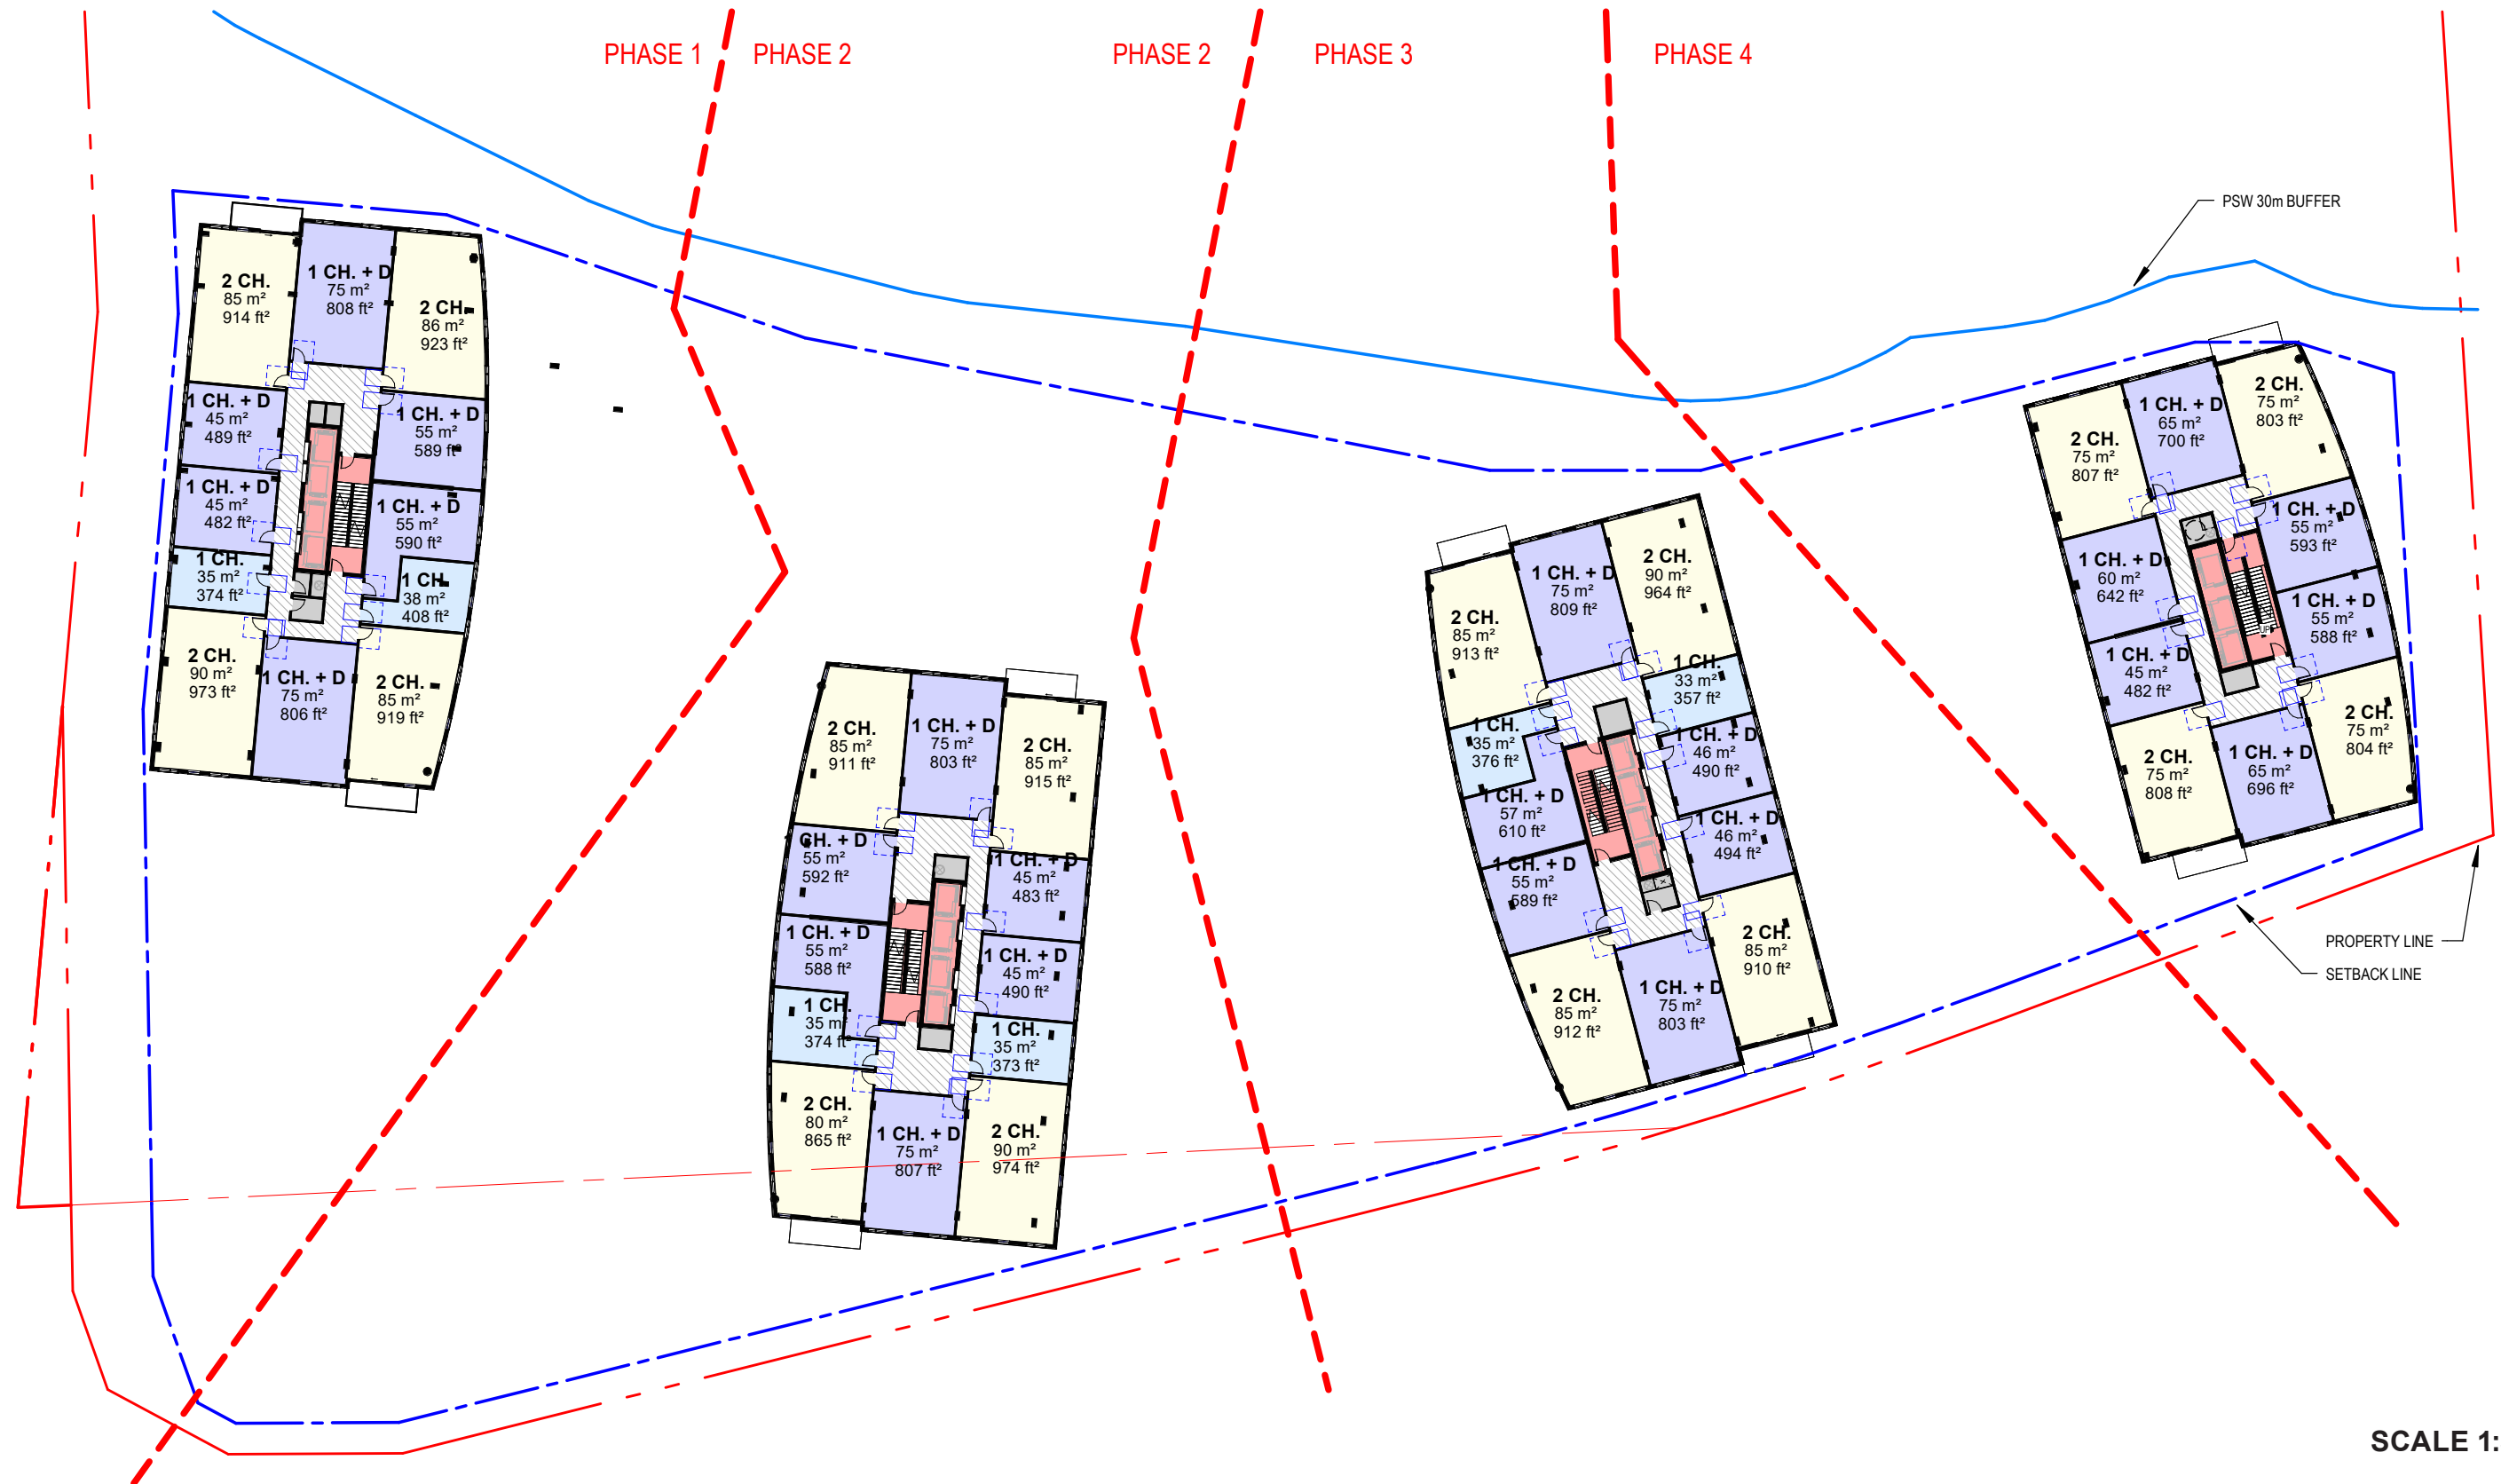 PHASE 1
PHASE 2
PHASE 2
PHASE 3
PHASE 4
PSW 30m BUFFER
2 CH.
85 m²
914 ft²
1 CH. + D
75 m²
808 ft²
2 CH.
86 m²
923 ft²
1 CH. + D
45 m²
489 ft²
1 CH. + D
55 m²
589 ft²
1 CH. + D
45 m²
482 ft²
1 CH. + D
55 m²
590 ft²
1 CH.
35 m²
374 ft²
1 CH.
38 m²
408 ft²
2 CH.
90 m²
973 ft²
1 CH. + D
75 m²
806 ft²
2 CH.
85 m²
919 ft²
2 CH.
85 m²
911 ft²
1 CH. + D
75 m²
803 ft²
2 CH.
85 m²
915 ft²
1 CH. + D
55 m²
592 ft²
1 CH. + D
45 m²
483 ft²
1 CH. + D
55 m²
588 ft²
1 CH. + D
45 m²
490 ft²
1 CH.
35 m²
374 ft²
1 CH.
35 m²
373 ft²
2 CH.
80 m²
865 ft²
1 CH. + D
75 m²
807 ft²
2 CH.
90 m²
974 ft²
2 CH.
85 m²
913 ft²
1 CH. + D
75 m²
809 ft²
2 CH.
90 m²
964 ft²
1 CH.
33 m²
357 ft²
1 CH.
35 m²
376 ft²
1 CH. + D
46 m²
490 ft²
1 CH. + D
57 m²
610 ft²
1 CH. + D
46 m²
494 ft²
1 CH. + D
55 m²
589 ft²
2 CH.
85 m²
910 ft²
2 CH.
85 m²
912 ft²
1 CH. + D
75 m²
803 ft²
2 CH.
75 m²
807 ft²
1 CH. + D
65 m²
700 ft²
2 CH.
75 m²
803 ft²
1 CH. + D
55 m²
593 ft²
1 CH. + D
60 m²
642 ft²
1 CH. + D
55 m²
588 ft²
UP
1 CH. + D
45 m²
482 ft²
2 CH.
75 m²
804 ft²
2 CH.
75 m²
808 ft²
1 CH. + D
65 m²
696 ft²
PROPERTY LINE
SETBACK LINE
SCALE 1: